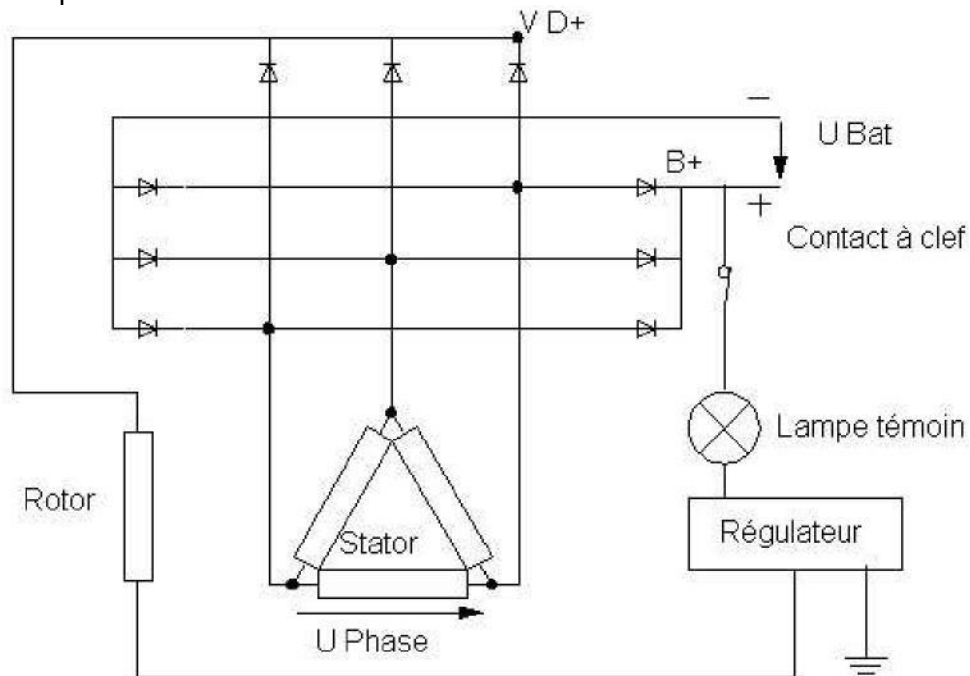 V D+
−
U Bat
B+
+
Contact à clef
Lampe témoin
Rotor
Régulateur
Stator
U Phase